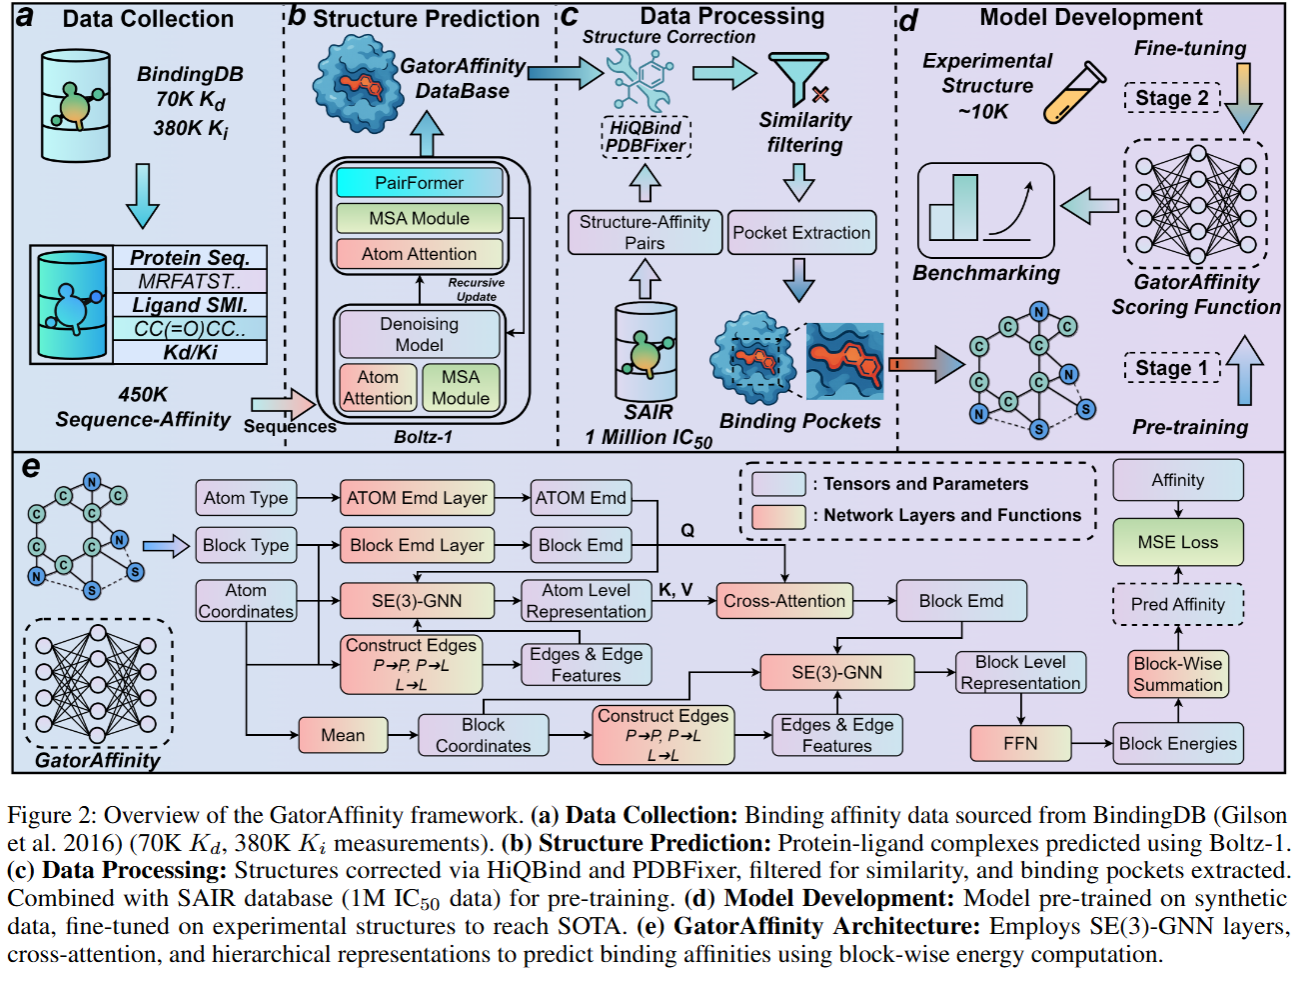 a Data Collection
BindingDB
70K Kd
380K Ki
Protein Seq.
MRFATST..
Ligand SMI.
CC(=O)CC..
Kd/Ki
450K
Sequence-Affinity
Sequences
b Structure Prediction
GatorAffinity
DataBase
PairFormer
MSA Module
Atom Attention
Recursive
Update
Denoising
Model
Atom
Attention
MSA
Module
Boltz-1
c Data Processing
Structure Correction
HiQBind
PDBFixer
Similarity
filtering
Structure-Affinity
Pairs
Pocket Extraction
SAIR
1 Million IC50
Binding Pockets
d Model Development
Experimental
Structure
~10K
Fine-tuning
Stage 2
Benchmarking
GatorAffinity
Scoring Function
Stage 1
Pre-training
N
C
C
C
C
C
N
C
C
N
S
S
e
N
C
C
C
C
C
N
C
N
S
S
GatorAffinity
Atom Type
ATOM Emd Layer
ATOM Emd
Block Type
Block Emd Layer
Block Emd
Q
Atom
Coordinates
SE(3)-GNN
Atom Level
Representation
K, V
Cross-Attention
Block Emd
Construct Edges
P→P, P→L
L→L
Edges & Edge
Features
SE(3)-GNN
Block Level
Representation
Mean
Block
Coordinates
Construct Edges
P→P, P→L
L→L
Edges & Edge
Features
FFN
Block Energies
Block-Wise
Summation
Pred Affinity
MSE Loss
Affinity
: Tensors and Parameters
: Network Layers and Functions
Figure 2: Overview of the GatorAffinity framework. (a) Data Collection: Binding affinity data sourced from BindingDB (Gilson
et al. 2016) (70K Kd, 380K Ki measurements). (b) Structure Prediction: Protein-ligand complexes predicted using Boltz-1.
(c) Data Processing: Structures corrected via HiQBind and PDBFixer, filtered for similarity, and binding pockets extracted.
Combined with SAIR database (1M IC50 data) for pre-training. (d) Model Development: Model pre-trained on synthetic
data, fine-tuned on experimental structures to reach SOTA. (e) GatorAffinity Architecture: Employs SE(3)-GNN layers,
cross-attention, and hierarchical representations to predict binding affinities using block-wise energy computation.